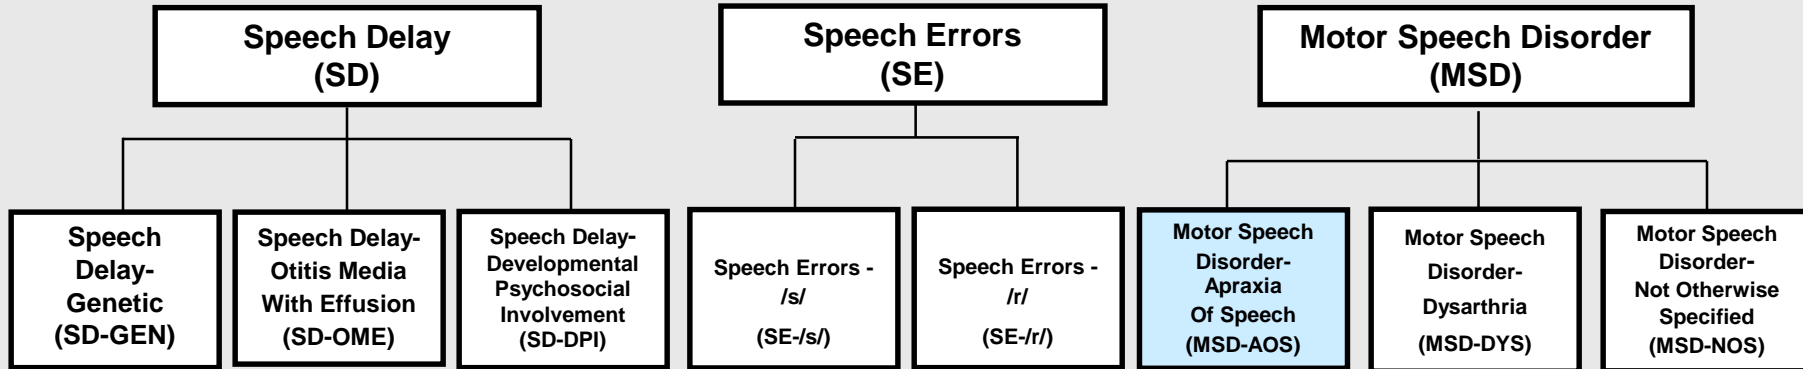 Speech Delay
(SD)
Speech Errors
(SE)
Motor Speech Disorder
(MSD)
Speech
Delay-
Genetic
(SD-GEN)
Speech Delay-
Otitis Media
With Effusion
(SD-OME)
Speech Delay-
Developmental
Psychosocial
Involvement
(SD-DPI)
Speech Errors -
/s/
(SE-/s/)
Speech Errors -
/r/
(SE-/r/)
Motor Speech
Disorder-
Apraxia
Of Speech
(MSD-AOS)
Motor Speech
Disorder-
Dysarthria
(MSD-DYS)
Motor Speech
Disorder-
Not Otherwise
Specified
(MSD-NOS)